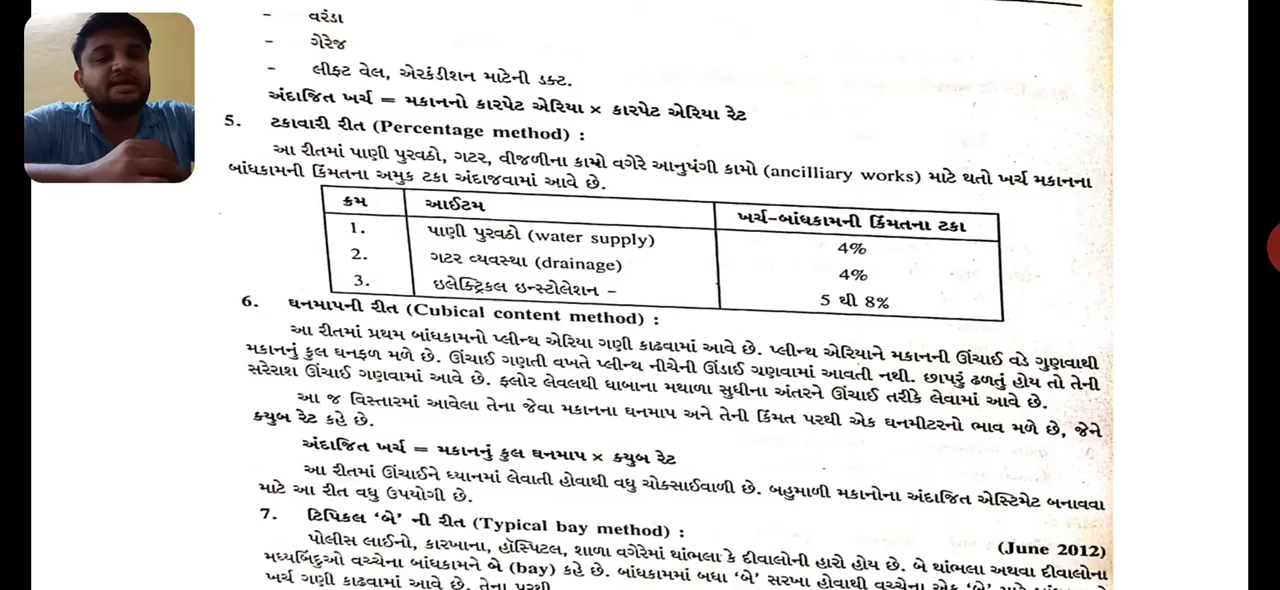 - વરંડા
- ગેરેજ
- લીફ્ટ વેલ, એરકંડીશન માટેની ડક્ટ.
અંદાજિત ખર્ચ = મકાનનો કારપેટ એરિયા × કારપેટ એરિયા રેટ
5. ટકાવારી રીત (Percentage method) :
આ રીતમાં પાણી પુરવઠો, ગટર, વીજળીના કામો વગેરે આનુષંગી કામો (ancilliary works) માટે થતો ખર્ચ મકાનના
બાંધકામની કિંમતના અમુક ટકા અંદાજવામાં આવે છે.
ક્રમ આઈટમ ખર્ચ-બાંધકામની કિંમતના ટકા
1. પાણી પુરવઠો (water supply) 4%
2. ગટર વ્યવસ્થા (drainage) 4%
3. ઇલેક્ટ્રિકલ ઇન્સ્ટોલેશન - 5 થી 8%
6. ઘનમાપની રીત (Cubical content method) :
આ રીતમાં પ્રથમ બાંધકામનો પ્લીન્થ એરિયા ગણી કાઢવામાં આવે છે. પ્લીન્થ એરિયાને મકાનની ઊંચાઈ વડે ગુણવાથી
મકાનનું કુલ ઘનફળ મળે છે. ઊંચાઈ ગણતી વખતે પ્લીન્થ નીચેની ઊંડાઈ ગણવામાં આવતી નથી. છાપરું ઢળતું હોય તો તેની
સરેરાશ ઊંચાઈ ગણવામાં આવે છે. ફ્લોર લેવલથી ધાબાના મથાળા સુધીના અંતરને ઊંચાઈ તરીકે લેવામાં આવે છે.
આ જ વિસ્તારમાં આવેલા તેના જેવા મકાનના ઘનમાપ અને તેની કિંમત પરથી એક ઘનમીટરનો ભાવ મળે છે, જેને
ક્યુબ રેટ કહે છે.
અંદાજિત ખર્ચ = મકાનનું કુલ ઘનમાપ × ક્યુબ રેટ
આ રીતમાં ઊંચાઈને ધ્યાનમાં લેવાતી હોવાથી વધુ ચોક્સાઈવાળી છે. બહુમાળી મકાનોના અંદાજિત એસ્ટિમેટ બનાવવા
માટે આ રીત વધુ ઉપયોગી છે.
7. ટિપિકલ ‘બે’ ની રીત (Typical bay method) : (June 2012)
પોલીસ લાઈનો, કારખાના, હૉસ્પિટલ, શાળા વગેરેમાં થાંભલા કે દીવાલોની હારો હોય છે. બે થાંભલા અથવા દીવાલોના
મધ્યબિંદુઓ વચ્ચેના બાંધકામને બે (bay) કહે છે. બાંધકામમાં બધા ‘બે’ સરખા હોવાથી વચ્ચેના એક ‘બે’ માટે
ખર્ચ ગણી કાઢવામાં આવે છે. તેના પરથી